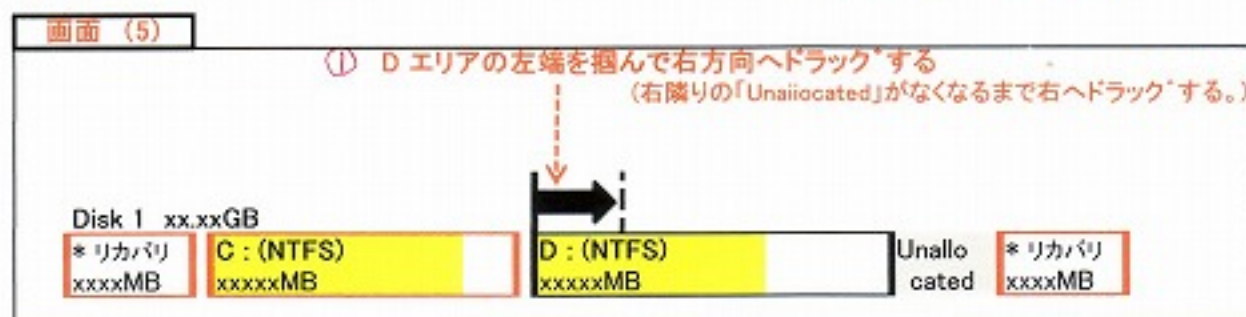 画面 (5)
① D エリアの左端を掴んで右方向へドラック゛する
(右隣りの「Unaiiocated」がなくなるまで右へドラック゛する。)
Disk 1 xx.xxGB
* リカバリ C : (NTFS) D : (NTFS) Unallo * リカバリ
xxxxMB xxxxxMB xxxxxMB cated xxxxMB